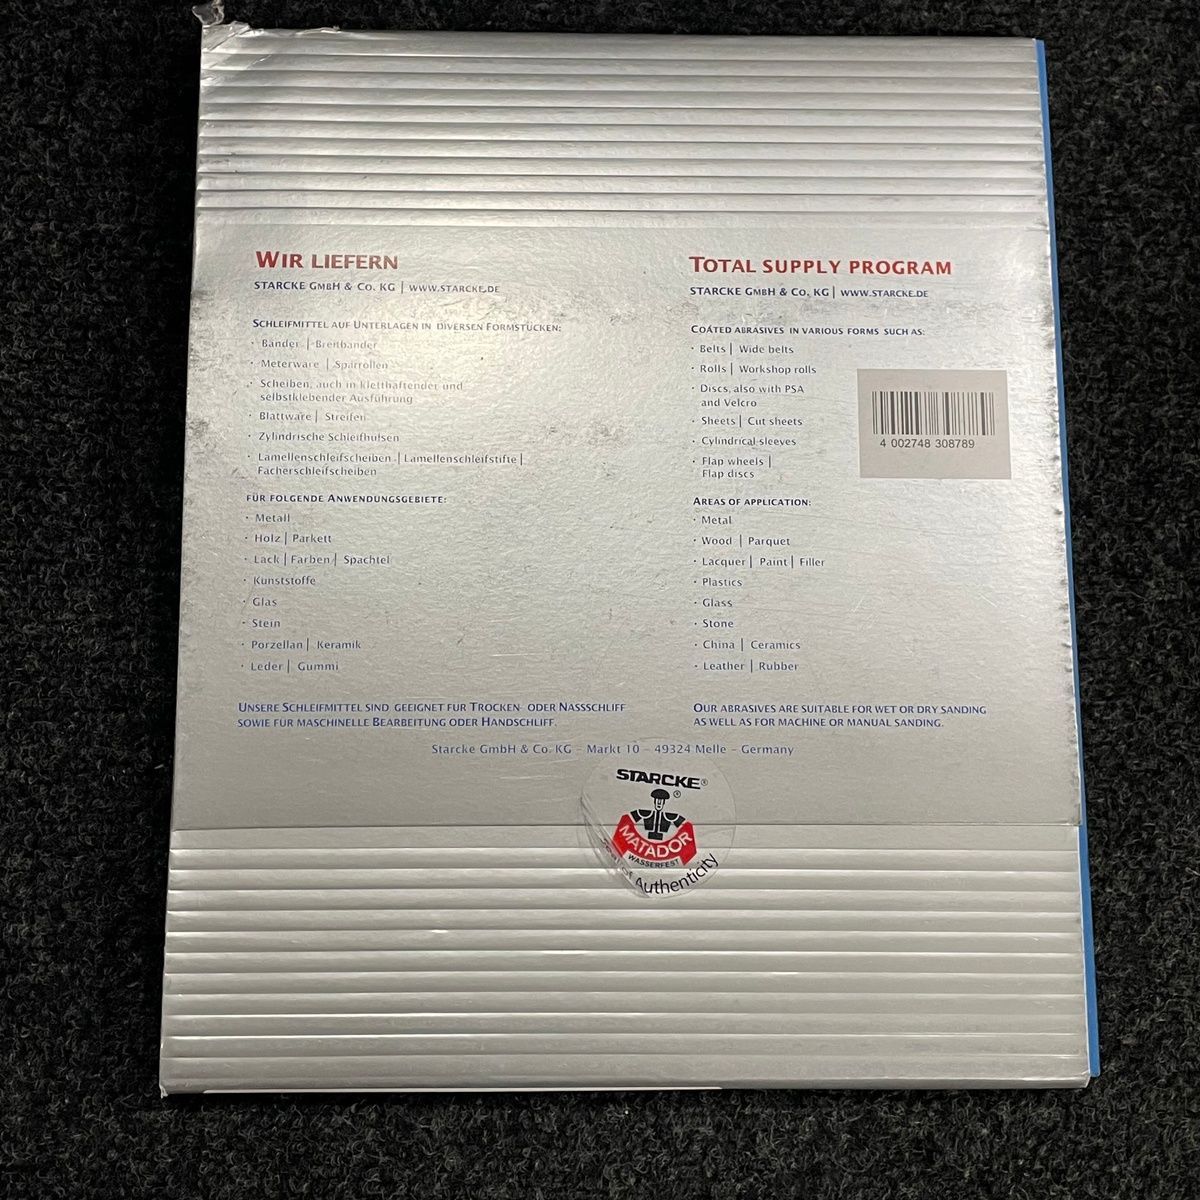 WIR LIEFERN
STARCKE GMBH & CO. KG | WWW.STARCKE.DE
SCHLEIFMITTEL AUF UNTERLAGEN IN DIVERSEN FORMSTÜCKEN:
· Bänder | Breitbänder
· Meterware | Sparrollen
· Scheiben, auch in kletthaftender und
selbstklebender Ausführung
· Blattware | Streifen
· Zylindrische Schleifhülsen
· Lamellenschleifscheiben | Lamellenschleifstifte |
Fächerschleifscheiben
FÜR FOLGENDE ANWENDUNGSGEBIETE:
· Metall
· Holz | Parkett
· Lack | Farben | Spachtel
· Kunststoffe
· Glas
· Stein
· Porzellan | Keramik
· Leder | Gummi
UNSERE SCHLEIFMITTEL SIND GEEIGNET FÜR TROCKEN- ODER NASSSCHLIFF
SOWIE FÜR MASCHINELLE BEARBEITUNG ODER HANDSCHLIFF.
TOTAL SUPPLY PROGRAM
STARCKE GMBH & CO. KG | WWW.STARCKE.DE
COATED ABRASIVES IN VARIOUS FORMS SUCH AS:
· Belts | Wide belts
· Rolls | Workshop rolls
· Discs, also with PSA
and Velcro
· Sheets | Cut sheets
· Cylindrical sleeves
· Flap wheels |
Flap discs
4 002748 308789
AREAS OF APPLICATION:
· Metal
· Wood | Parquet
· Lacquer | Paint | Filler
· Plastics
· Glass
· Stone
· China | Ceramics
· Leather | Rubber
OUR ABRASIVES ARE SUITABLE FOR WET OR DRY SANDING
AS WELL AS FOR MACHINE OR MANUAL SANDING.
Starcke GmbH & Co. KG – Markt 10 – 49324 Melle – Germany
STARCKE®
®
MATADOR
WASSERFEST
Seal of Authenticity